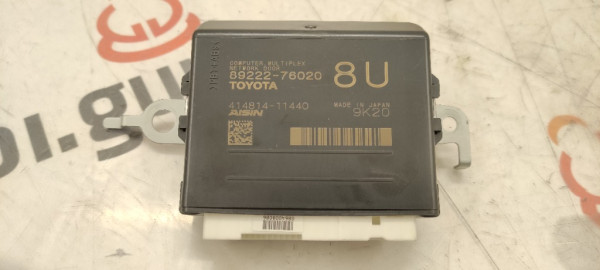 COMPUTER, MULTIPLEX
NETWORK DOOR
89222-76020
8U
TOYOTA
414814-11440
MADE IN JAPAN
AISIN
9K20